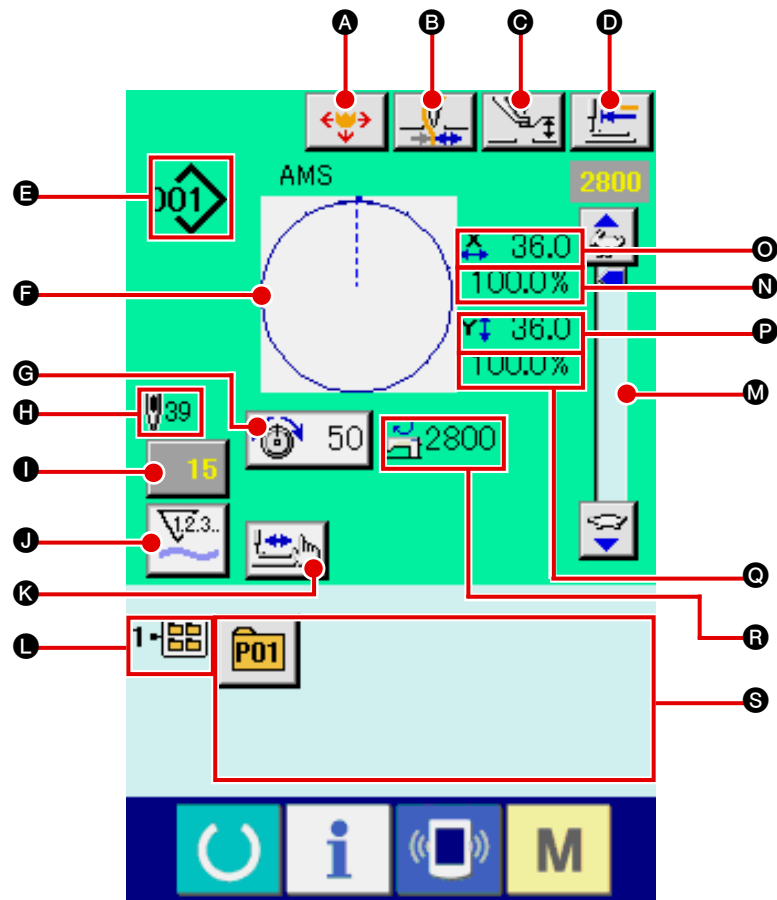 A B C D
AMS
2800
E 001
X 36.0 O
100.0% N
F
Y 36.0 P
100.0%
G
H 39
50
2800
M
I 15
J 1.2.3..
K
Q
L 1
P01
R
S
i M